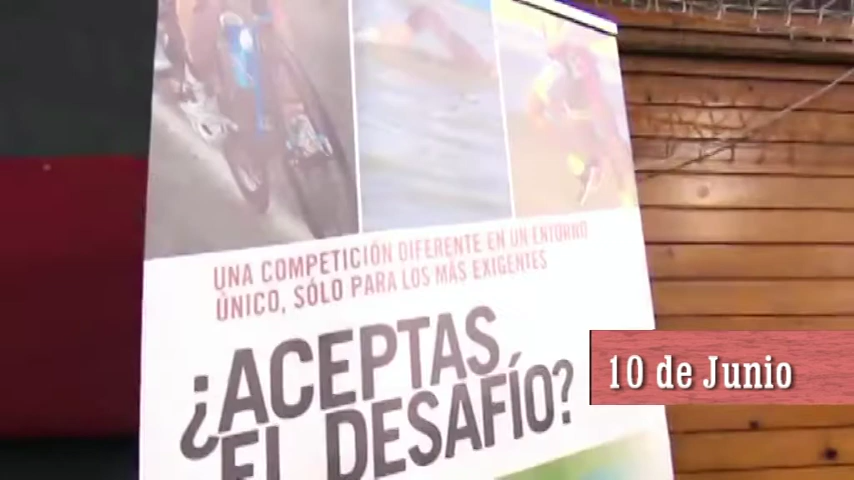 UNA COMPETICIÓN DIFERENTE EN UN ENTORNO
ÚNICO, SÓLO PARA LOS MÁS EXIGENTES
¿ACEPTAS
EL DESAFÍO?
10 de Junio